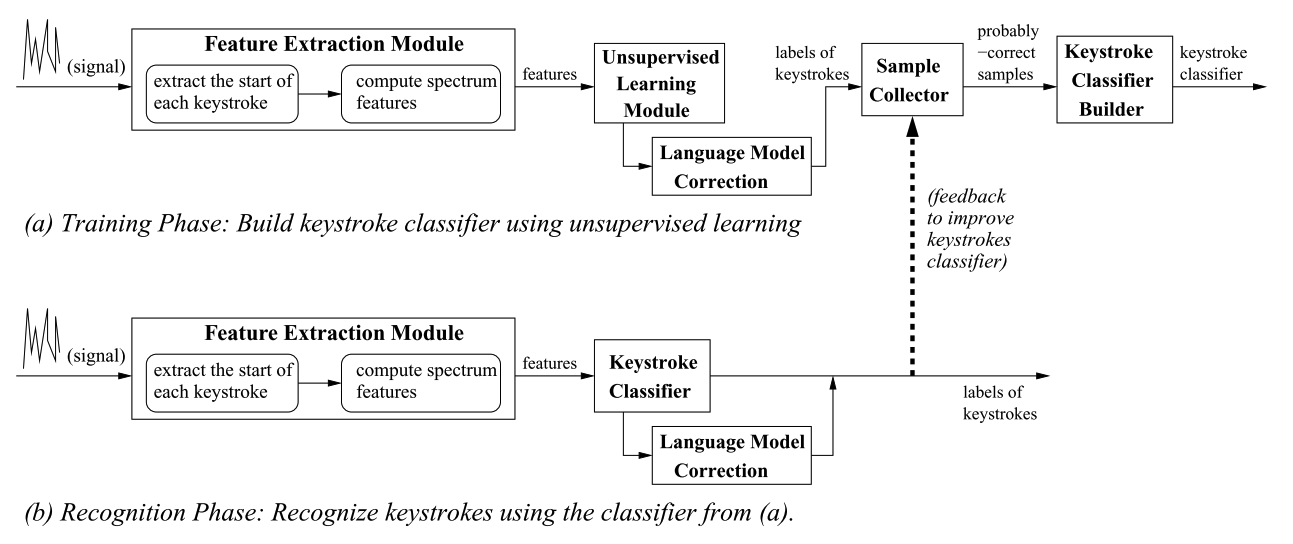 (signal)
Feature Extraction Module
extract the start of
each keystroke
compute spectrum
features
features
Unsupervised
Learning
Module
Language Model
Correction
labels of
keystrokes
Sample
Collector
probably
−correct
samples
Keystroke
Classifier
Builder
keystroke
classifier
(a) Training Phase: Build keystroke classifier using unsupervised learning
(feedback
to improve
keystrokes
classifier)
(signal)
Feature Extraction Module
extract the start of
each keystroke
compute spectrum
features
features
Keystroke
Classifier
Language Model
Correction
labels of
keystrokes
(b) Recognition Phase: Recognize keystrokes using the classifier from (a).